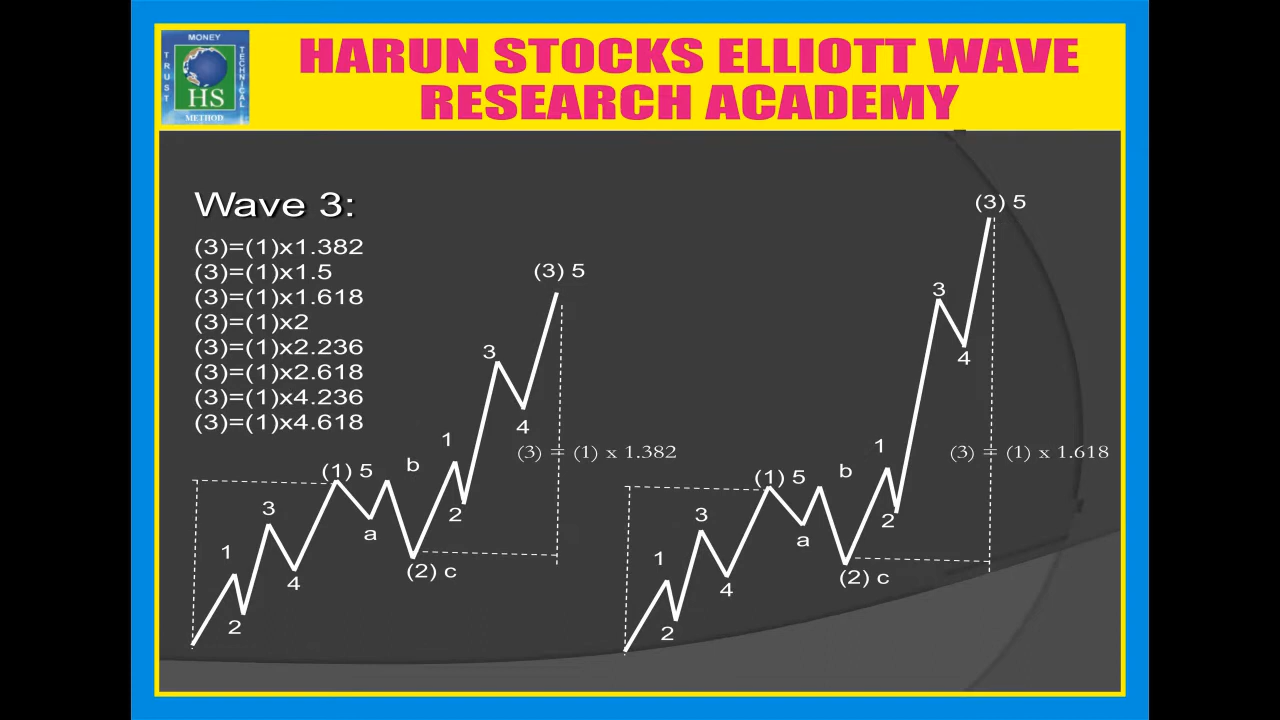 MONEY
TRUST
TECHNICAL
HS
METHOD
HARUN STOCKS ELLIOTT WAVE
RESEARCH ACADEMY
Wave 3:
(3)=(1)x1.382
(3)=(1)x1.5
(3)=(1)x1.618
(3)=(1)x2
(3)=(1)x2.236
(3)=(1)x2.618
(3)=(1)x4.236
(3)=(1)x4.618
(3) 5
3
4
1
(3) = (1) x 1.382
(1) 5
b
2
3
a
1
(2) c
4
2
(3) 5
3
4
1
(3) = (1) x 1.618
(1) 5
b
2
3
a
1
(2) c
4
2